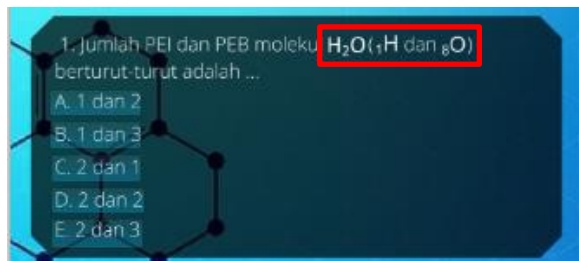 1. Jumlah PEI dan PEB moleku H₂O(₁H dan ₈O)
berturut-turut adalah ...
A. 1 dan 2
B. 1 dan 3
C. 2 dan 1
D. 2 dan 2
E. 2 dan 3